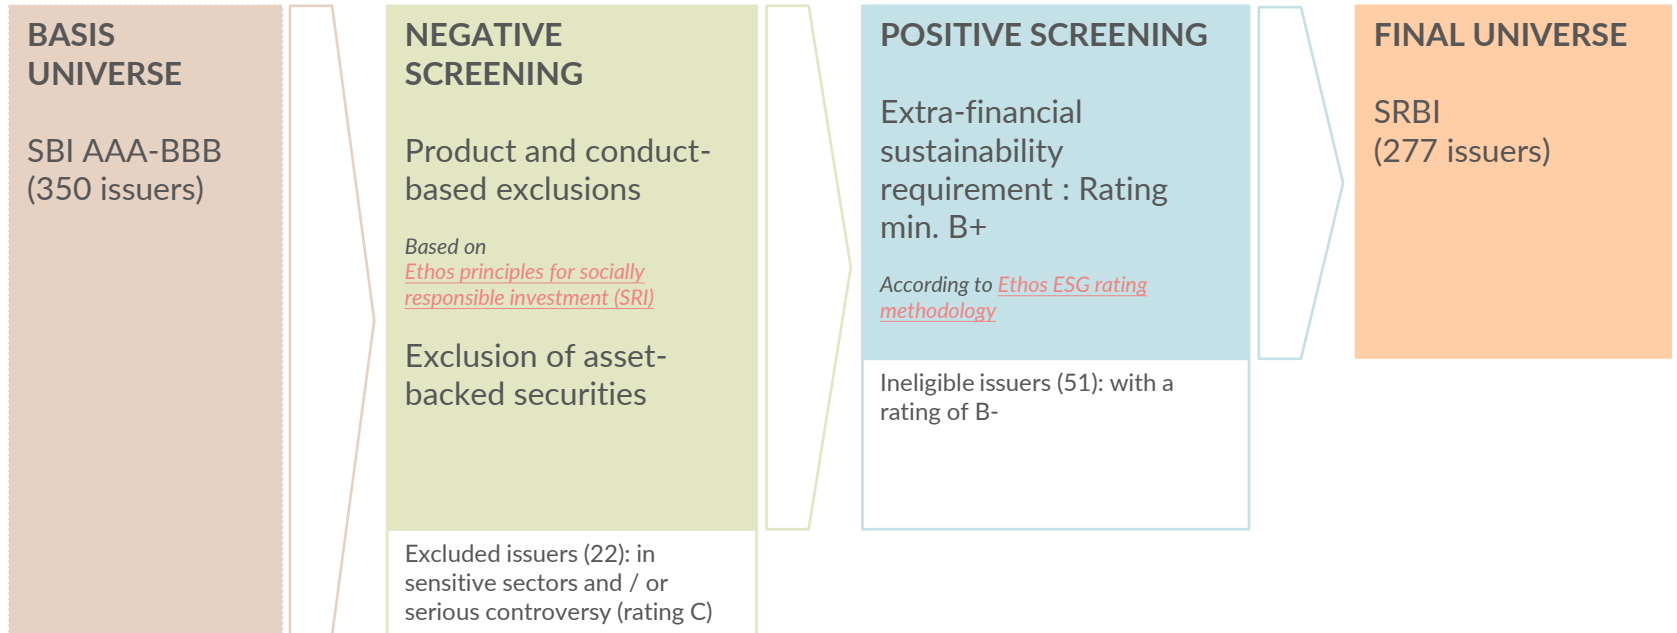 BASIS
UNIVERSE
SBI AAA-BBB
(350 issuers)
NEGATIVE
SCREENING
Product and conduct-
based exclusions
Based on
Ethos principles for socially
responsible investment (SRI)
Exclusion of asset-
backed securities
Excluded issuers (22): in
sensitive sectors and / or
serious controversy (rating C)
POSITIVE SCREENING
Extra-financial
sustainability
requirement : Rating
min. B+
According to Ethos ESG rating
methodology
Ineligible issuers (51): with a
rating of B-
FINAL UNIVERSE
SRBI
(277 issuers)